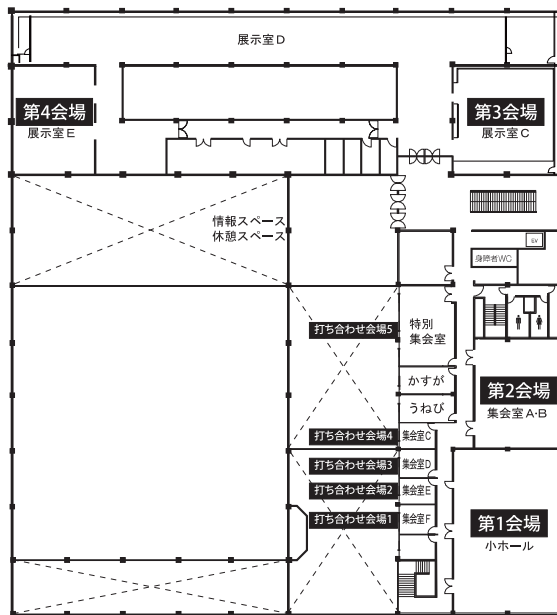 展示室D
第4会場
展示室E
第3会場
展示室C
情報スペース
休憩スペース
EV
身障者WC
打ち合わせ会場5
特別
集会室
かすが
うねび
第2会場
集会室A・B
打ち合わせ会場4
集会室C
打ち合わせ会場3
集会室D
打ち合わせ会場2
集会室E
打ち合わせ会場1
集会室F
第1会場
小ホール